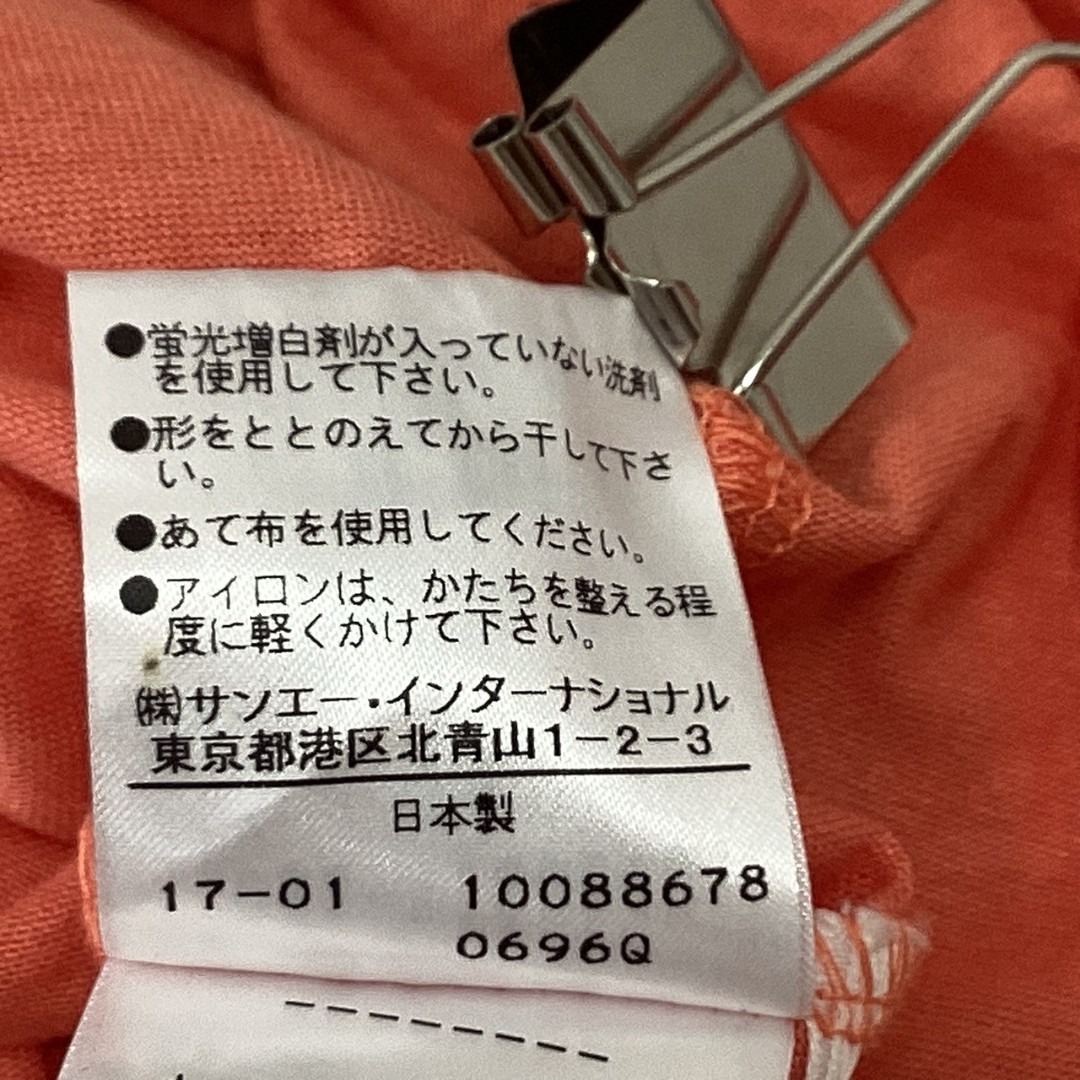 ●蛍光増白剤が入っていない洗剤
を使用して下さい。
●形をととのえてから干して下さ
い。
●あて布を使用してください。
●アイロンは、かたちを整える程
度に軽くかけて下さい。
㈱サンエー・インターナショナル
東京都港区北青山1-2-3
日本製
17-01 10088678
0696Q